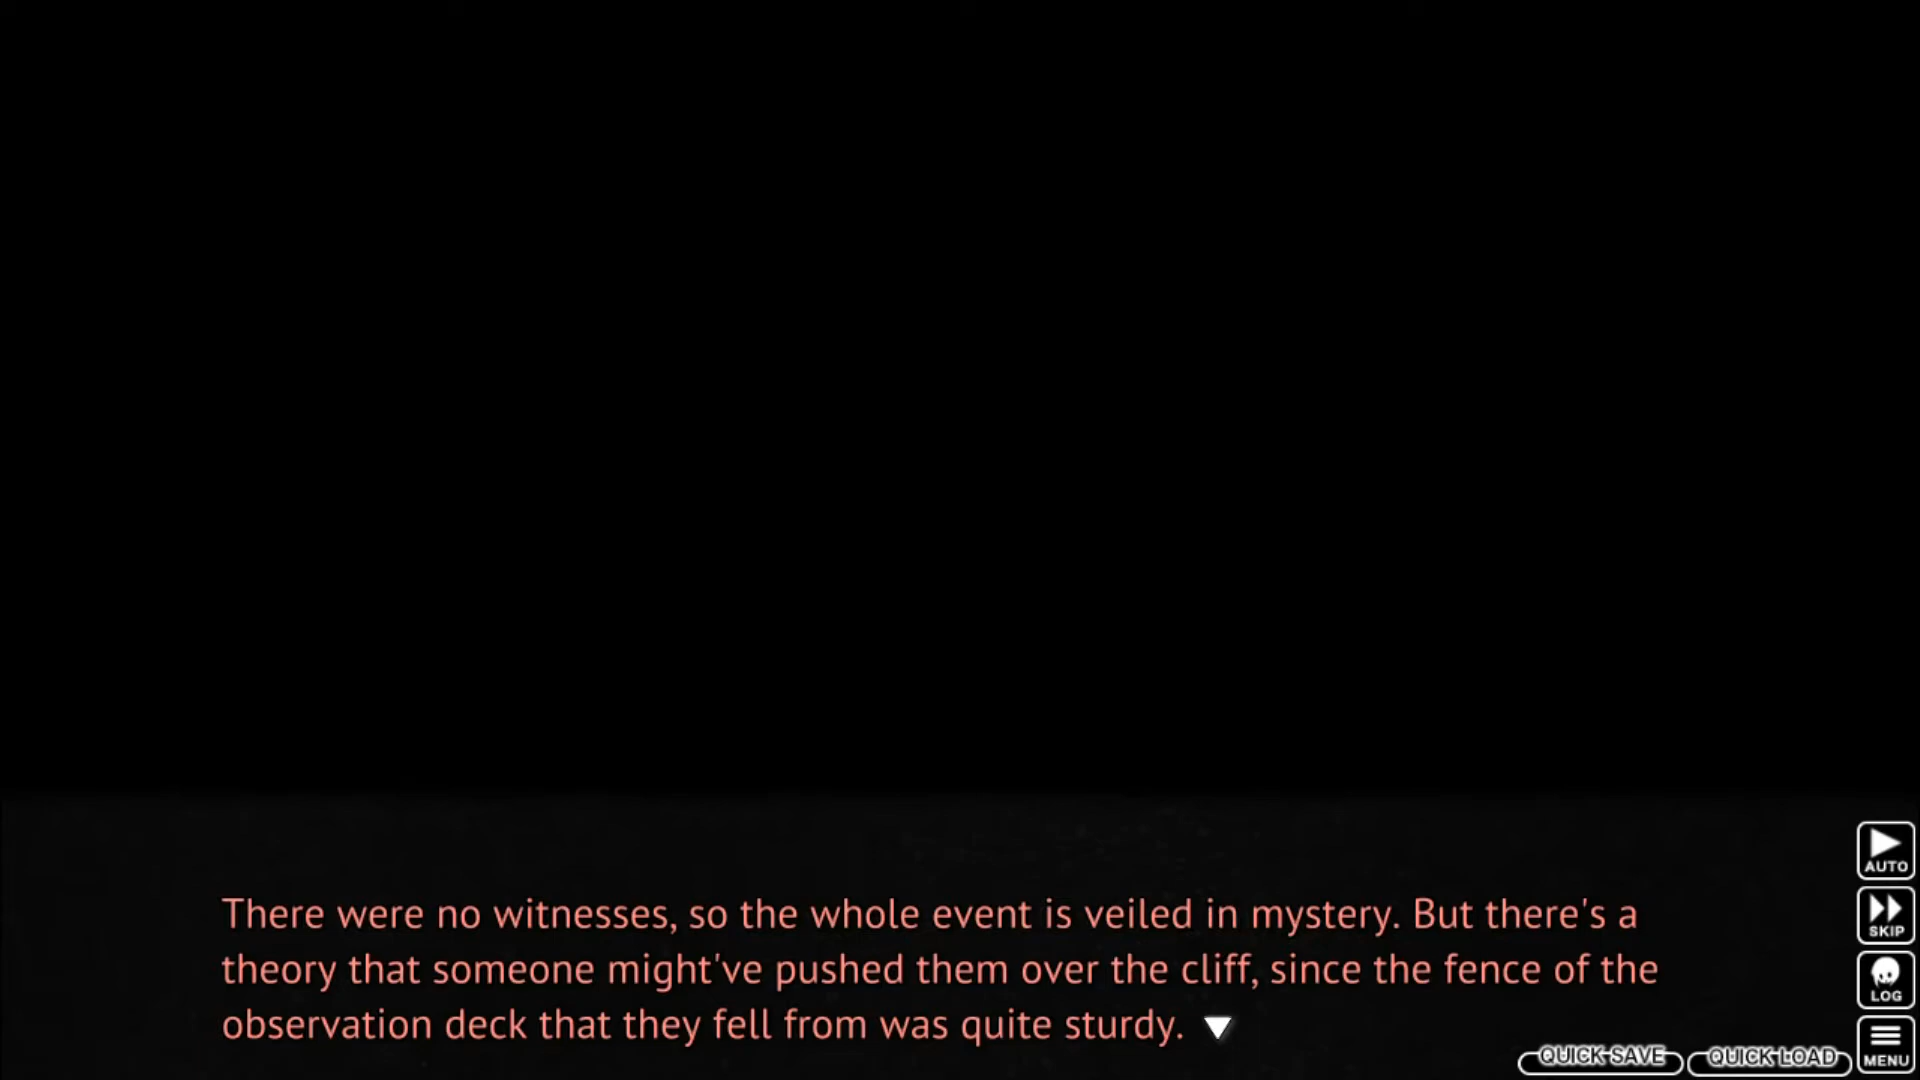 There were no witnesses, so the whole event is veiled in mystery. But there's a
theory that someone might've pushed them over the cliff, since the fence of the
observation deck that they fell from was quite sturdy.
AUTO
SKIP
LOG
MENU
QUICK SAVE
QUICK LOAD